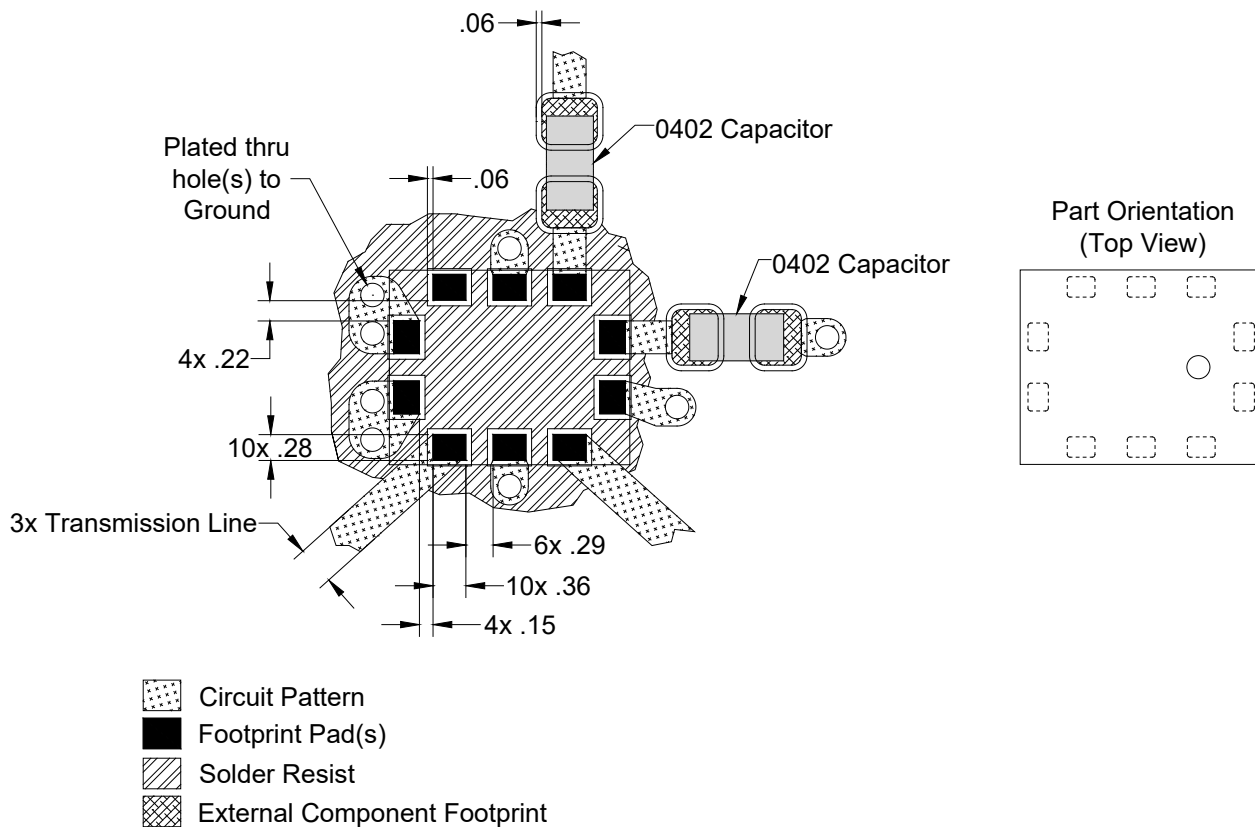 .06
0402 Capacitor
Plated thru
hole(s) to
Ground
.06
Part Orientation
(Top View)
0402 Capacitor
4x .22
10x .28
3x Transmission Line
6x .29
10x .36
4x .15
Circuit Pattern
Footprint Pad(s)
Solder Resist
External Component Footprint